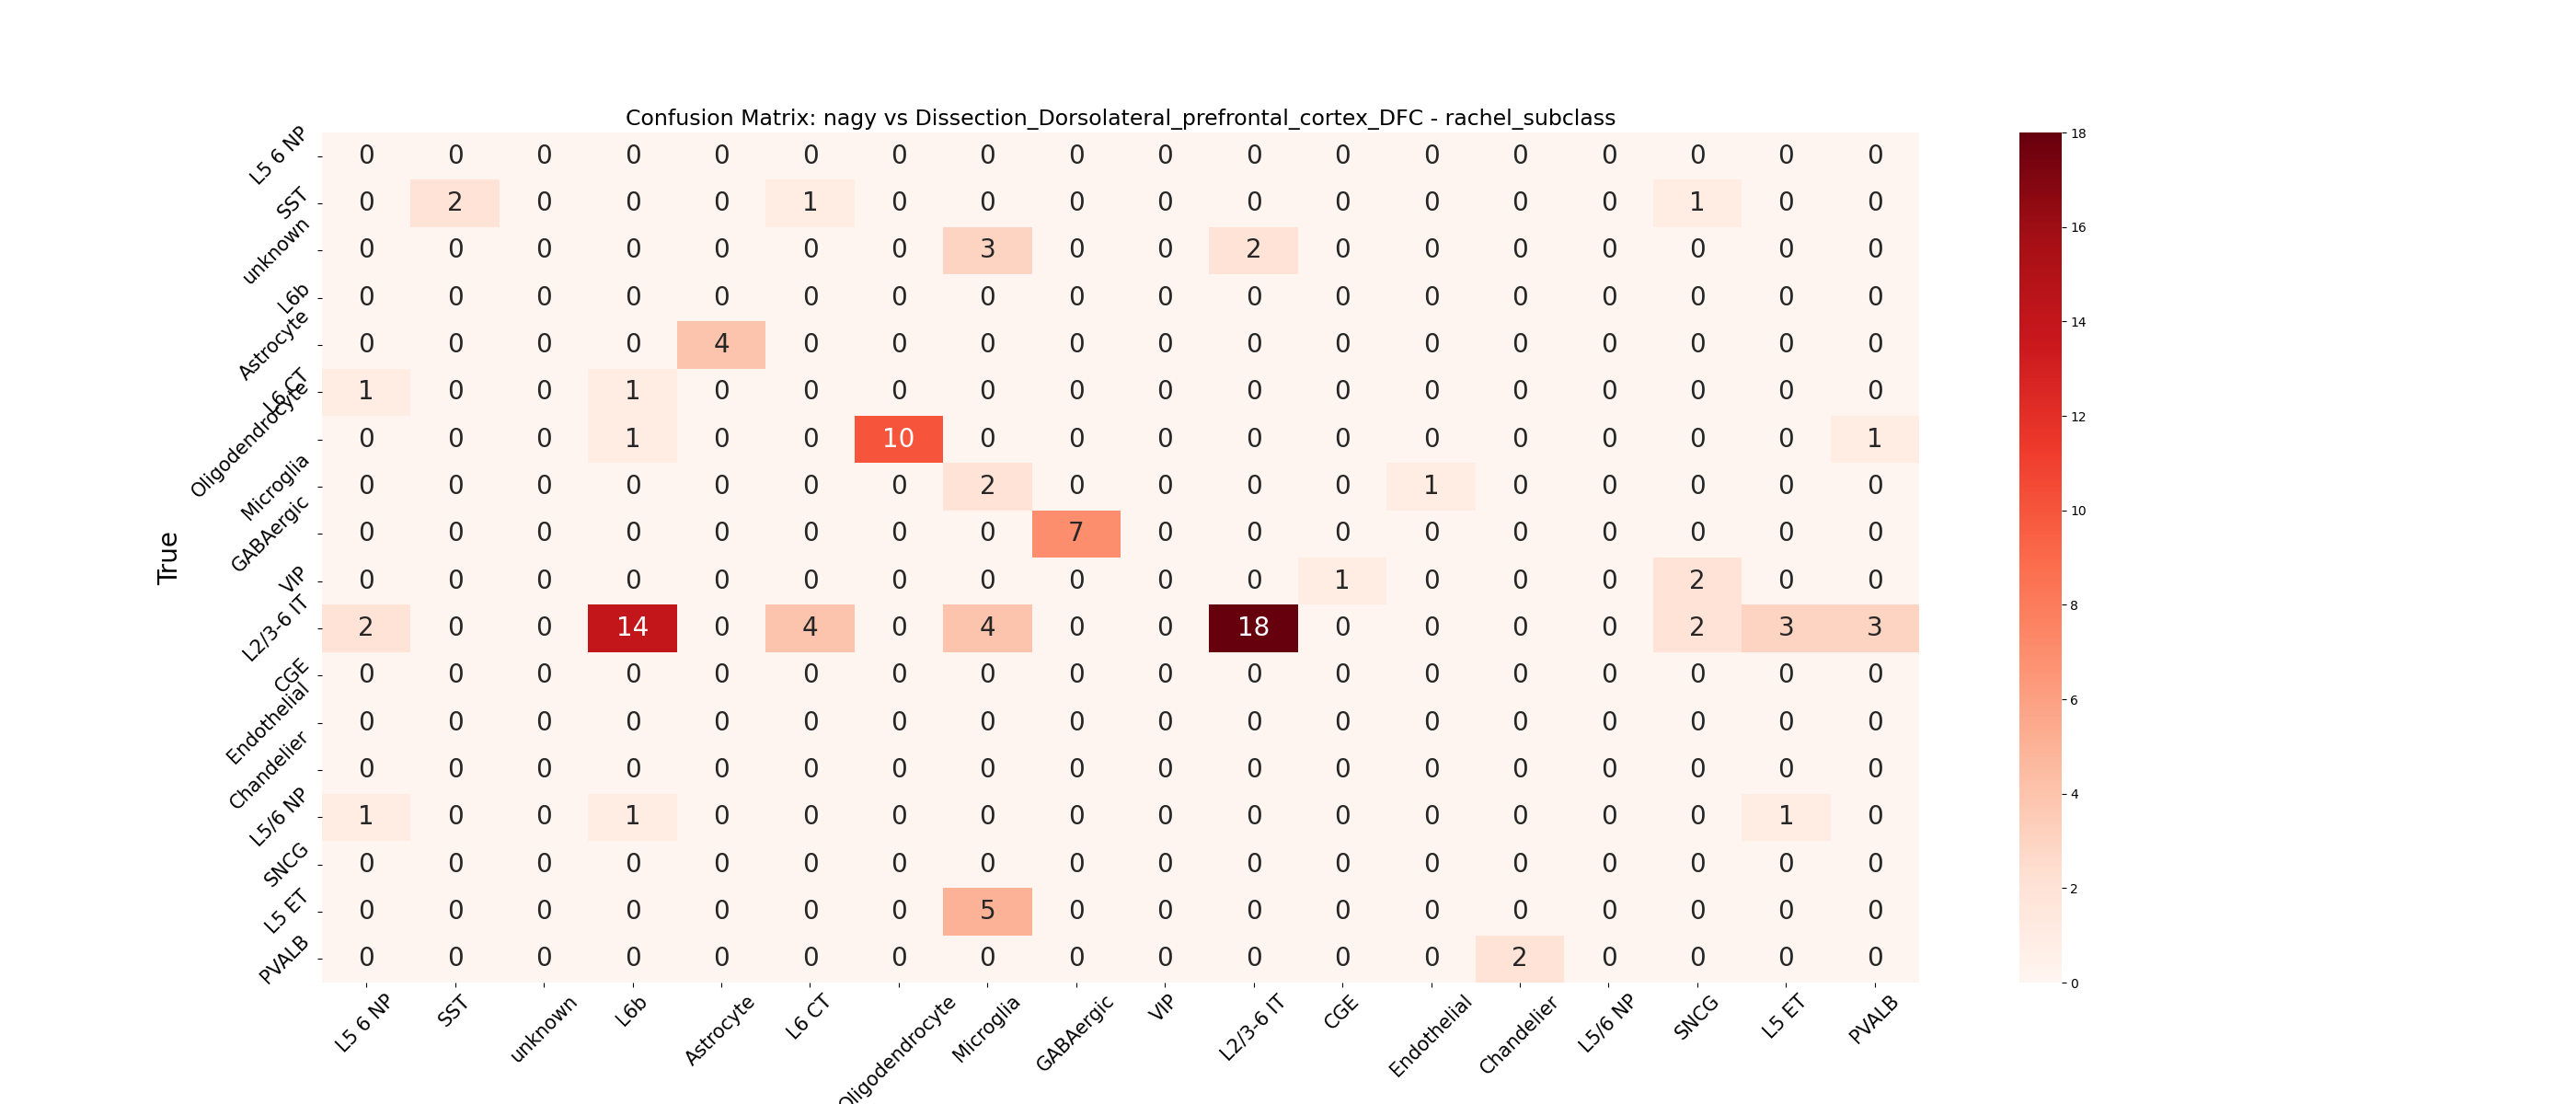 Confusion Matrix: nagy vs Dissection_Dorsolateral_prefrontal_cortex_DFC - rachel_subclass
True
L5 6 NP 0 0 0 0 0 0 0 0 0 0 0 0 0 0 0 0 0 0
SST 0 2 0 0 0 1 0 0 0 0 0 0 0 0 0 1 0 0
unknown 0 0 0 0 0 0 0 3 0 0 2 0 0 0 0 0 0 0
L6b 0 0 0 0 0 0 0 0 0 0 0 0 0 0 0 0 0 0
Astrocyte 0 0 0 0 4 0 0 0 0 0 0 0 0 0 0 0 0 0
L6 CT 1 0 0 1 0 0 0 0 0 0 0 0 0 0 0 0 0 0
Oligodendrocyte 0 0 0 1 0 0 10 0 0 0 0 0 0 0 0 0 0 1
Microglia 0 0 0 0 0 0 0 2 0 0 0 0 1 0 0 0 0 0
GABAergic 0 0 0 0 0 0 0 0 7 0 0 0 0 0 0 0 0 0
VIP 0 0 0 0 0 0 0 0 0 0 0 1 0 0 0 2 0 0
L2/3-6 IT 2 0 0 14 0 4 0 4 0 0 18 0 0 0 0 2 3 3
CGE 0 0 0 0 0 0 0 0 0 0 0 0 0 0 0 0 0 0
Endothelial 0 0 0 0 0 0 0 0 0 0 0 0 0 0 0 0 0 0
Chandelier 0 0 0 0 0 0 0 0 0 0 0 0 0 0 0 0 0 0
L5/6 NP 1 0 0 1 0 0 0 0 0 0 0 0 0 0 0 0 1 0
SNCG 0 0 0 0 0 0 0 0 0 0 0 0 0 0 0 0 0 0
L5 ET 0 0 0 0 0 0 0 5 0 0 0 0 0 0 0 0 0 0
PVALB 0 0 0 0 0 0 0 0 0 0 0 0 0 2 0 0 0 0
L5 6 NP SST unknown L6b Astrocyte L6 CT Oligodendrocyte Microglia GABAergic VIP L2/3-6 IT CGE Endothelial Chandelier L5/6 NP SNCG L5 ET PVALB
18
16
14
12
10
8
6
4
2
0